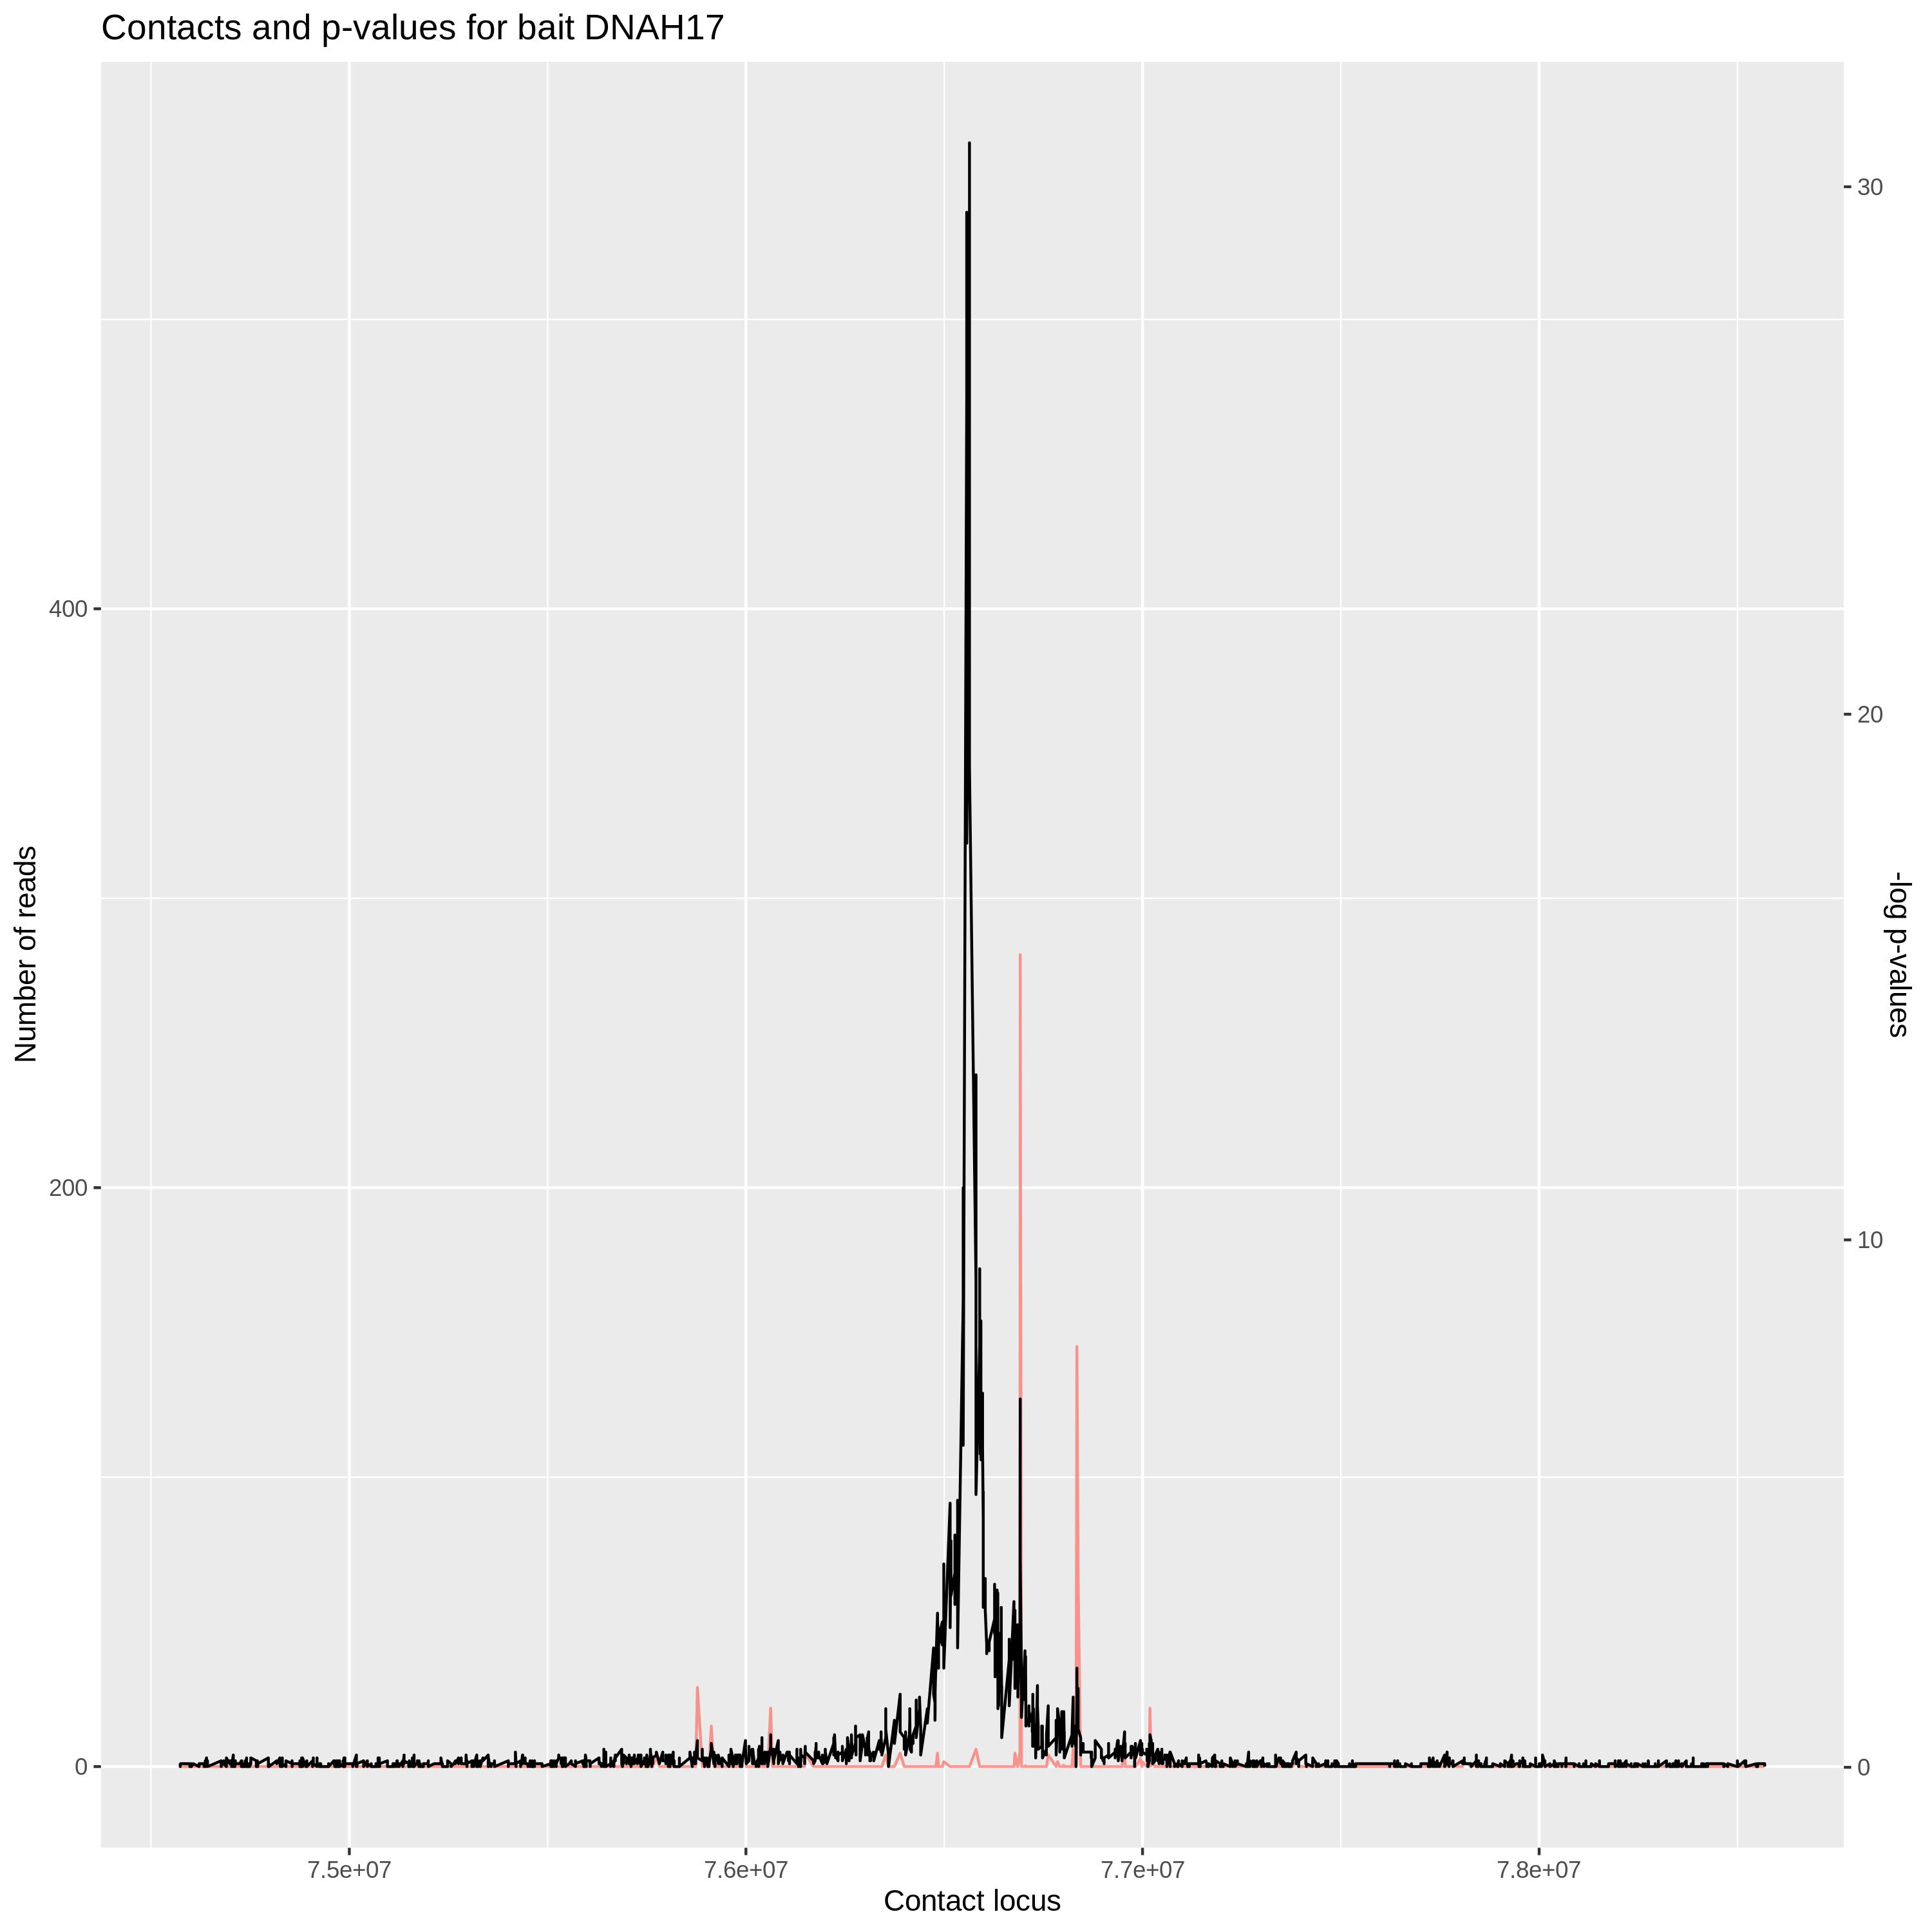 Contacts and p-values for bait DNAH17
Number of reads
400
200
0
30
20
10
0
-log p-values
7.5e+07
7.6e+07
7.7e+07
7.8e+07
Contact locus